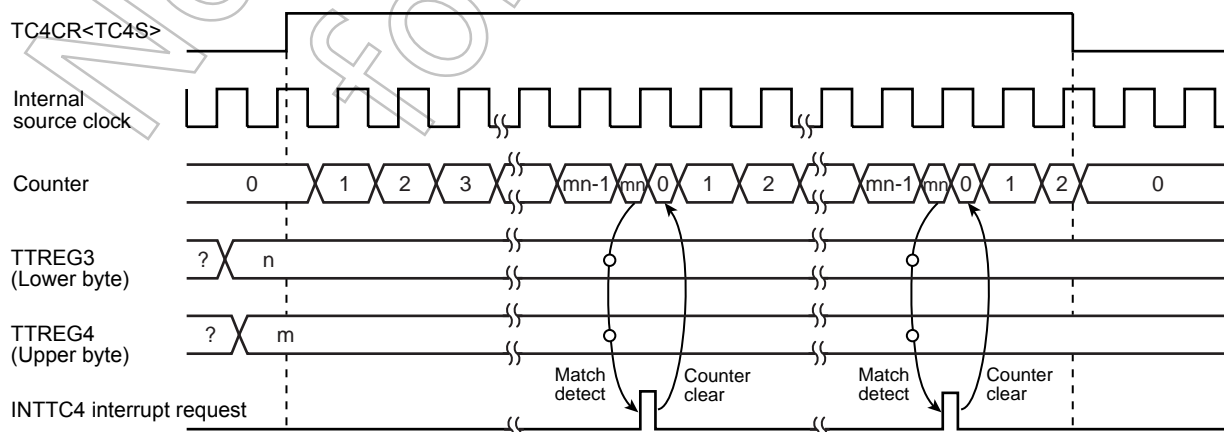 TC4CR<TC4S>
Internal
source clock
Counter
0 1 2 3 mn-1 mn 0 1 2 mn-1 mn 0 1 2 0
TTREG3
(Lower byte)
? n
TTREG4
(Upper byte)
? m
Match
detect
Counter
clear
Match
detect
Counter
clear
INTTC4 interrupt request